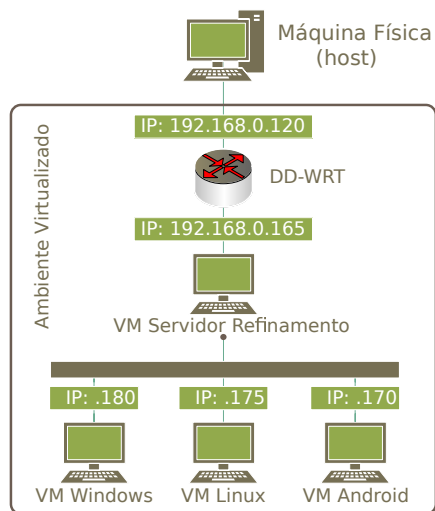 Máquina Física
(host)
IP: 192.168.0.120
DD-WRT
IP: 192.168.0.165
Ambiente Virtualizado
VM Servidor Refinamento
IP: .180
IP: .175
IP: .170
VM Windows
VM Linux
VM Android